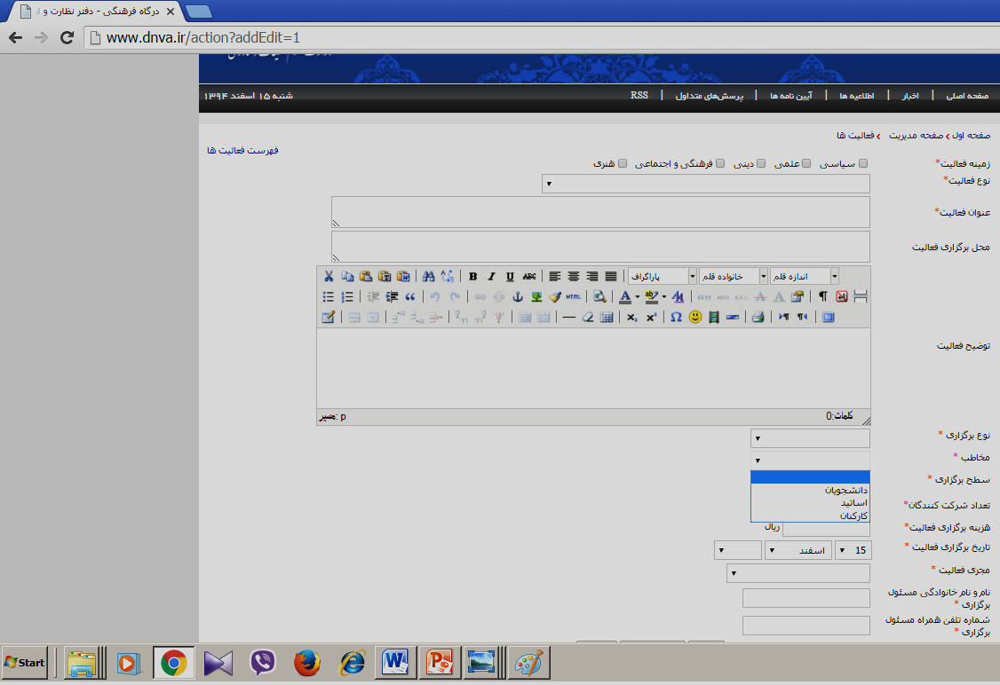 درگاه فرهنگی - دفتر نظارت و ار
www.dnva.ir/action?addEdit=1
صفحه اصلی | اخبار | اطلاعیه ها | آیین نامه ها | پرسش‌های متداول | RSS
شنبه ۱۵ اسفند ۱۳۹۴
صفحه اول › صفحه مدیریت › فعالیت ها
فهرست فعالیت ها
زمینه فعالیت* سیاسی علمی دینی فرهنگی و اجتماعی هنری
نوع فعالیت*
عنوان فعالیت*
محل برگزاری فعالیت
پاراگراف خانواده قلم اندازه قلم
HTML
توضیح فعالیت
مسیر: p
کلمات:0
نوع برگزاری *
مخاطب *
دانشجویان
اساتید
کارکنان
سطح برگزاری *
تعداد شرکت کنندگان*
هزینه برگزاری فعالیت* ریال
تاریخ برگزاری فعالیت * 15 اسفند
مجری فعالیت *
نام و نام خانوادگی مسئول
برگزاری *
شماره تلفن همراه مسئول
برگزاری *
Start